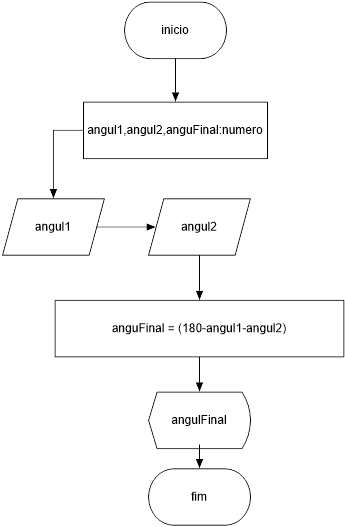 inicio
angul1,angul2,anguFinal:numero
angul1
angul2
anguFinal = (180-angul1-angul2)
angulFinal
fim